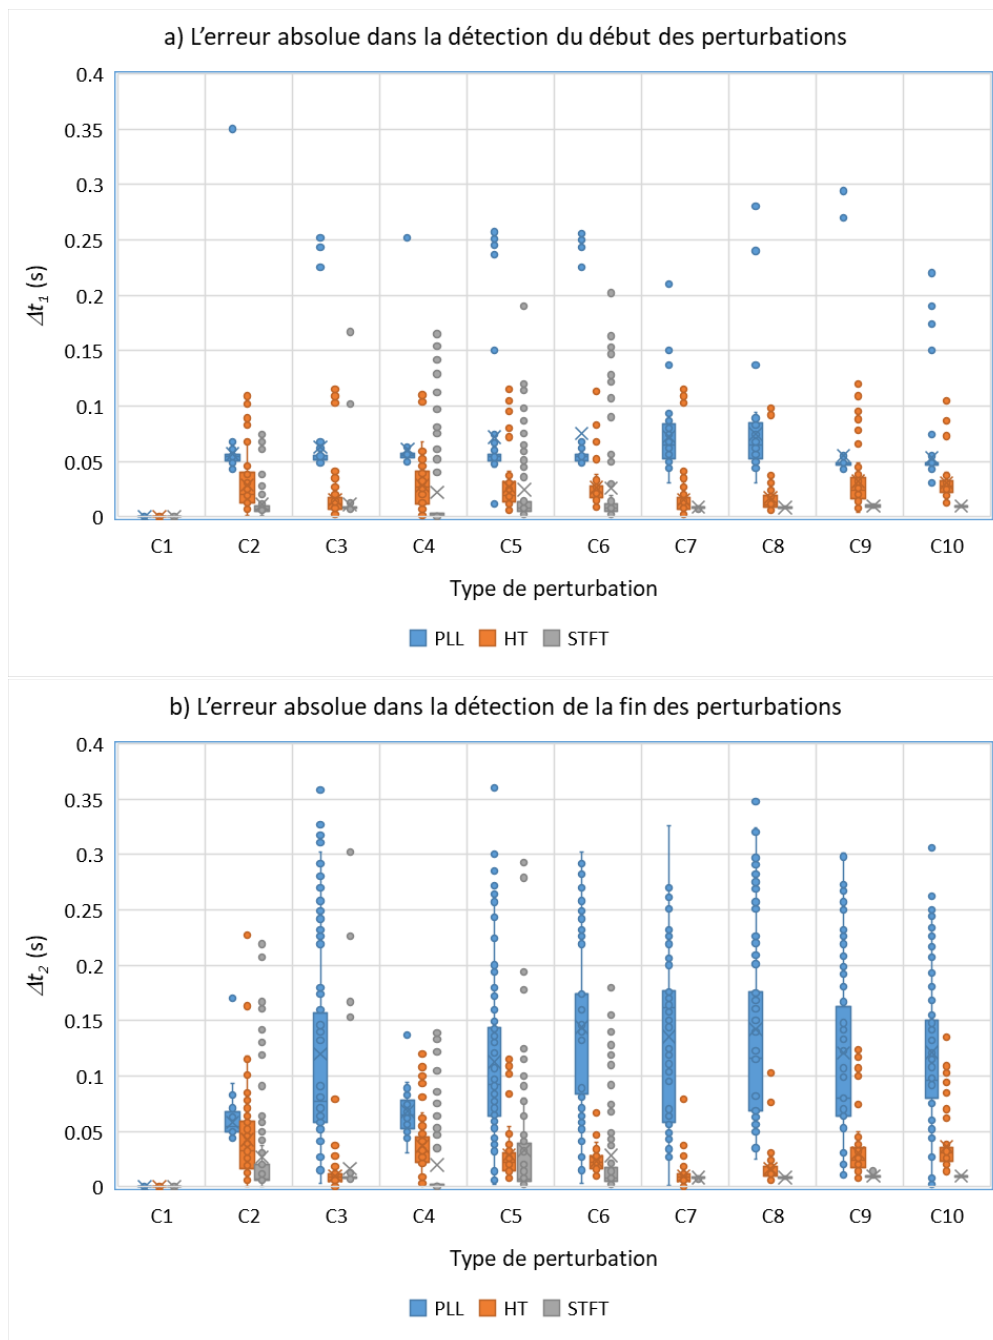 a) L'erreur absolue dans la détection du début des perturbations
0.4
0.35
0.3
0.25
0.2
0.15
0.1
0.05
0
Δt1 (s)
C1 C2 C3 C4 C5 C6 C7 C8 C9 C10
Type de perturbation
PLL HT STFT
b) L'erreur absolue dans la détection de la fin des perturbations
0.4
0.35
0.3
0.25
0.2
0.15
0.1
0.05
0
Δt2 (s)
C1 C2 C3 C4 C5 C6 C7 C8 C9 C10
Type de perturbation
PLL HT STFT